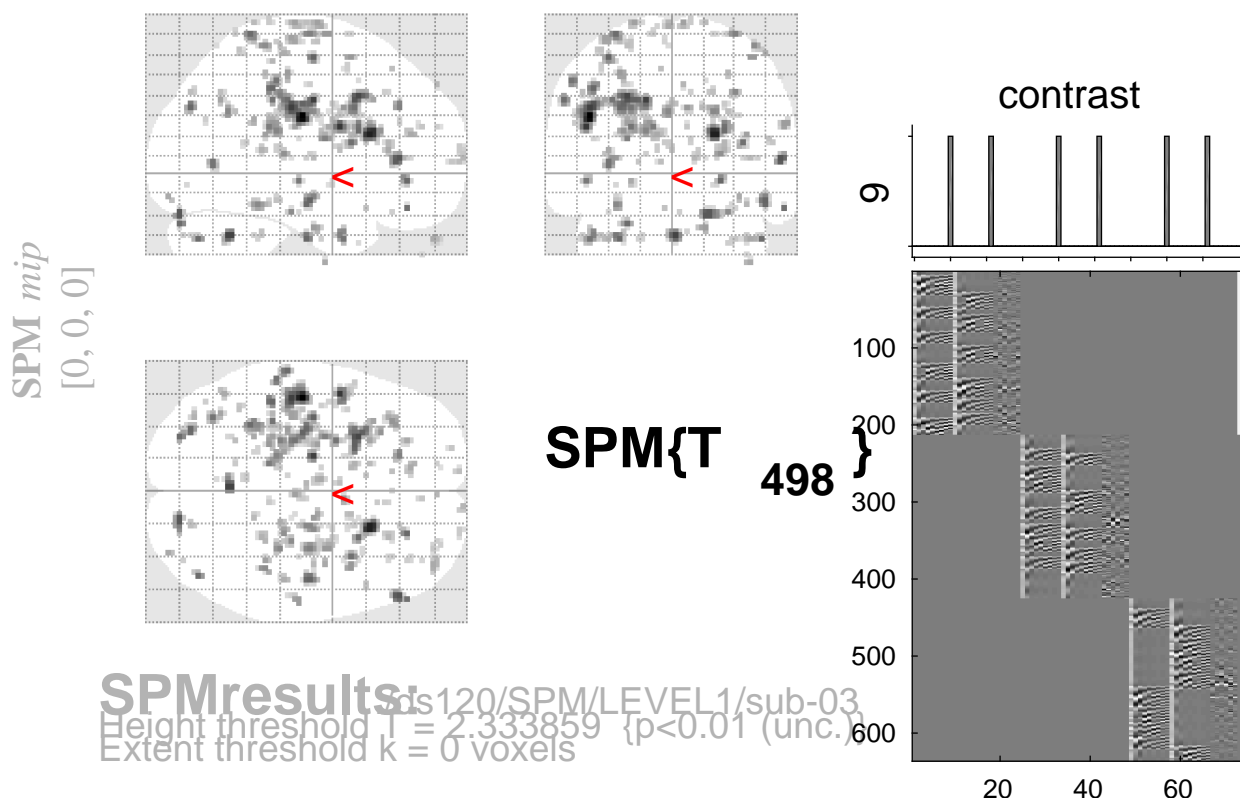 SPM mip
[0, 0, 0]
<
<
<
SPM{T498}
SPMresults: /ds120/SPM/LEVEL1/sub-03
Height threshold T = 2.333859 {p<0.01 (unc.)}
Extent threshold k = 0 voxels
contrast
9
100
200
300
400
500
600
20 40 60